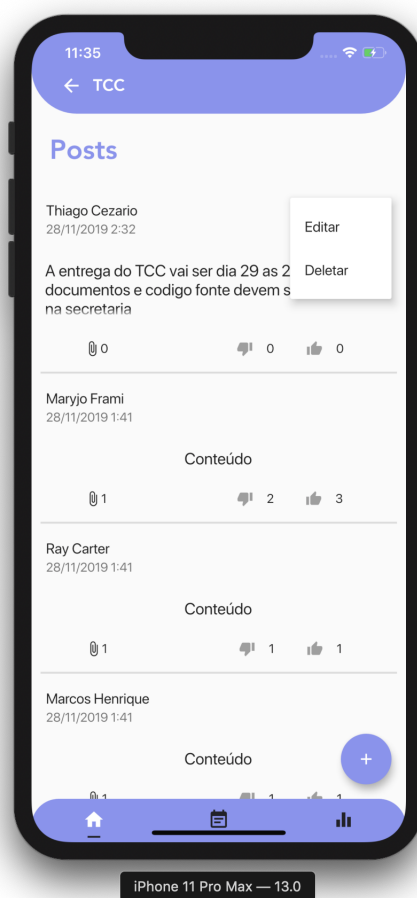 11:35
TCC
Posts
Thiago Cezario
28/11/2019 2:32
Editar
Deletar
A entrega do TCC vai ser dia 29 as 2
documentos e codigo fonte devem s
na secretaria
0 0 0
Maryjo Frami
28/11/2019 1:41
Conteúdo
1 2 3
Ray Carter
28/11/2019 1:41
Conteúdo
1 1 1
Marcos Henrique
28/11/2019 1:41
Conteúdo
+
1 1 1
iPhone 11 Pro Max — 13.0